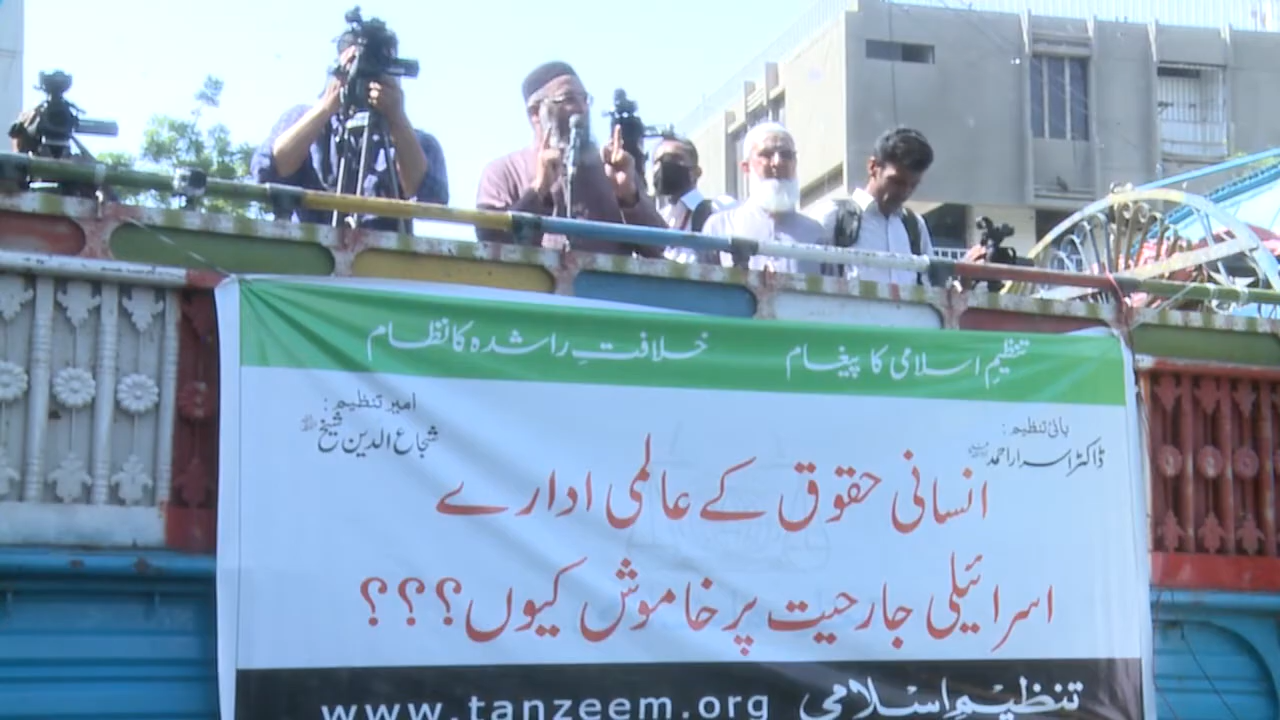 تنظیمِ اسلامی کا پیغام خلافتِ راشدہ کا نظام
بانیٔ تنظیم: امیر تنظیم:
ڈاکٹر اسرار احمد شجاع الدین شیخ
انسانی حقوق کے عالمی ادارے
اسرائیلی جارحیت پر خاموش کیوں؟؟؟
تنظیمِ اسلامی www.tanzeem.org